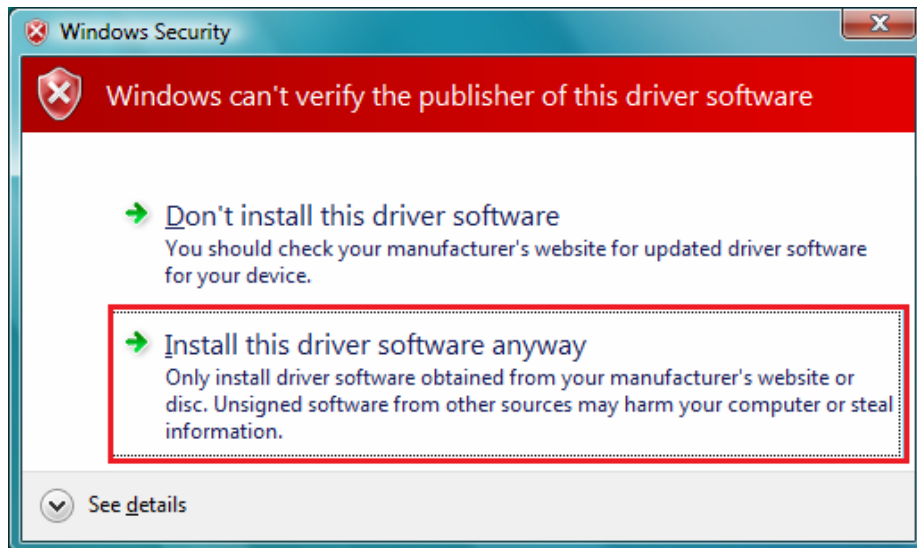 Windows Security
Windows can't verify the publisher of this driver software
Don't install this driver software
You should check your manufacturer's website for updated driver software
for your device.
Install this driver software anyway
Only install driver software obtained from your manufacturer's website or
disc. Unsigned software from other sources may harm your computer or steal
information.
See details